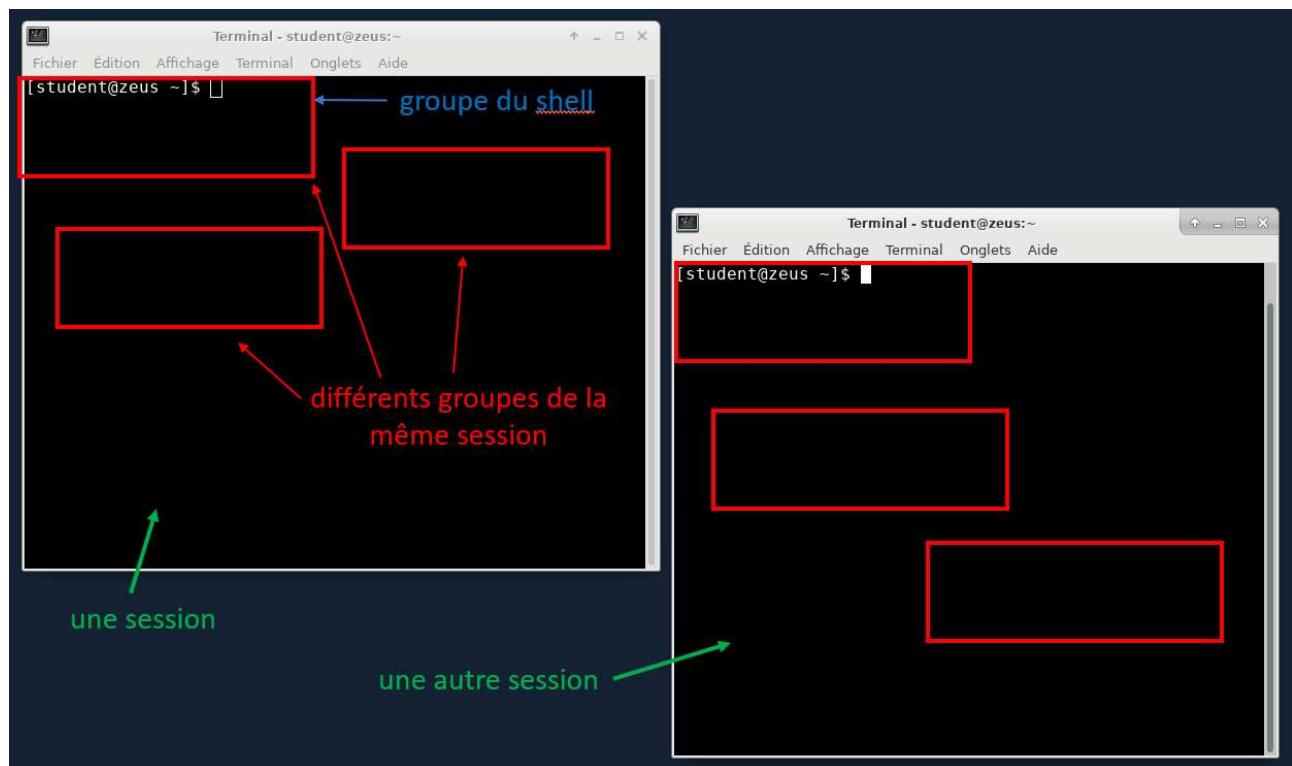 Terminal - student@zeus:~
Fichier Édition Affichage Terminal Onglets Aide
[student@zeus ~]$
groupe du shell
différents groupes de la
même session
une session
Terminal - student@zeus:~
Fichier Édition Affichage Terminal Onglets Aide
[student@zeus ~]$
une autre session